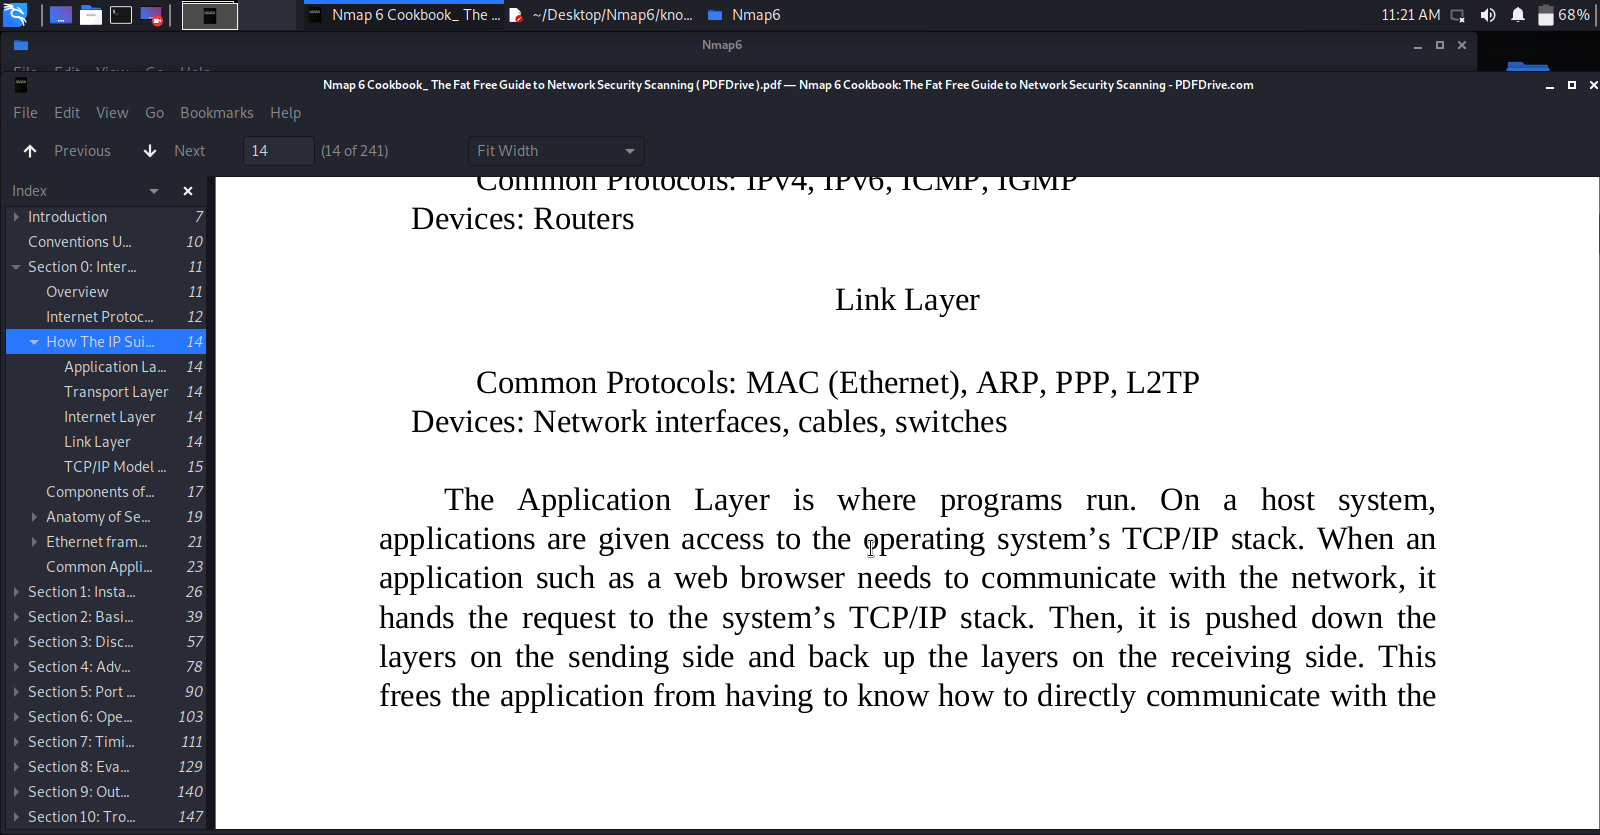 Nmap 6 Cookbook_ The ...
~/Desktop/Nmap6/kno...
Nmap6
11:21 AM
68%
Nmap6
File Edit View Go Help
Nmap 6 Cookbook_ The Fat Free Guide to Network Security Scanning ( PDFDrive ).pdf — Nmap 6 Cookbook: The Fat Free Guide to Network Security Scanning - PDFDrive.com
File Edit View Go Bookmarks Help
Previous Next 14 (14 of 241) Fit Width
Index
Introduction 7
Conventions U... 10
Section 0: Inter... 11
Overview 11
Internet Protoc... 12
How The IP Sui... 14
Application La... 14
Transport Layer 14
Internet Layer 14
Link Layer 14
TCP/IP Model ... 15
Components of... 17
Anatomy of Se... 19
Ethernet fram... 21
Common Appli... 23
Section 1: Insta... 26
Section 2: Basi... 39
Section 3: Disc... 57
Section 4: Adv... 78
Section 5: Port ... 90
Section 6: Ope... 103
Section 7: Timi... 111
Section 8: Eva... 129
Section 9: Out... 140
Section 10: Tro... 147
Common Protocols: IPv4, IPv6, ICMP, IGMP
Devices: Routers
Link Layer
Common Protocols: MAC (Ethernet), ARP, PPP, L2TP
Devices: Network interfaces, cables, switches
The Application Layer is where programs run. On a host system,
applications are given access to the operating system’s TCP/IP stack. When an
application such as a web browser needs to communicate with the network, it
hands the request to the system’s TCP/IP stack. Then, it is pushed down the
layers on the sending side and back up the layers on the receiving side. This
frees the application from having to know how to directly communicate with the